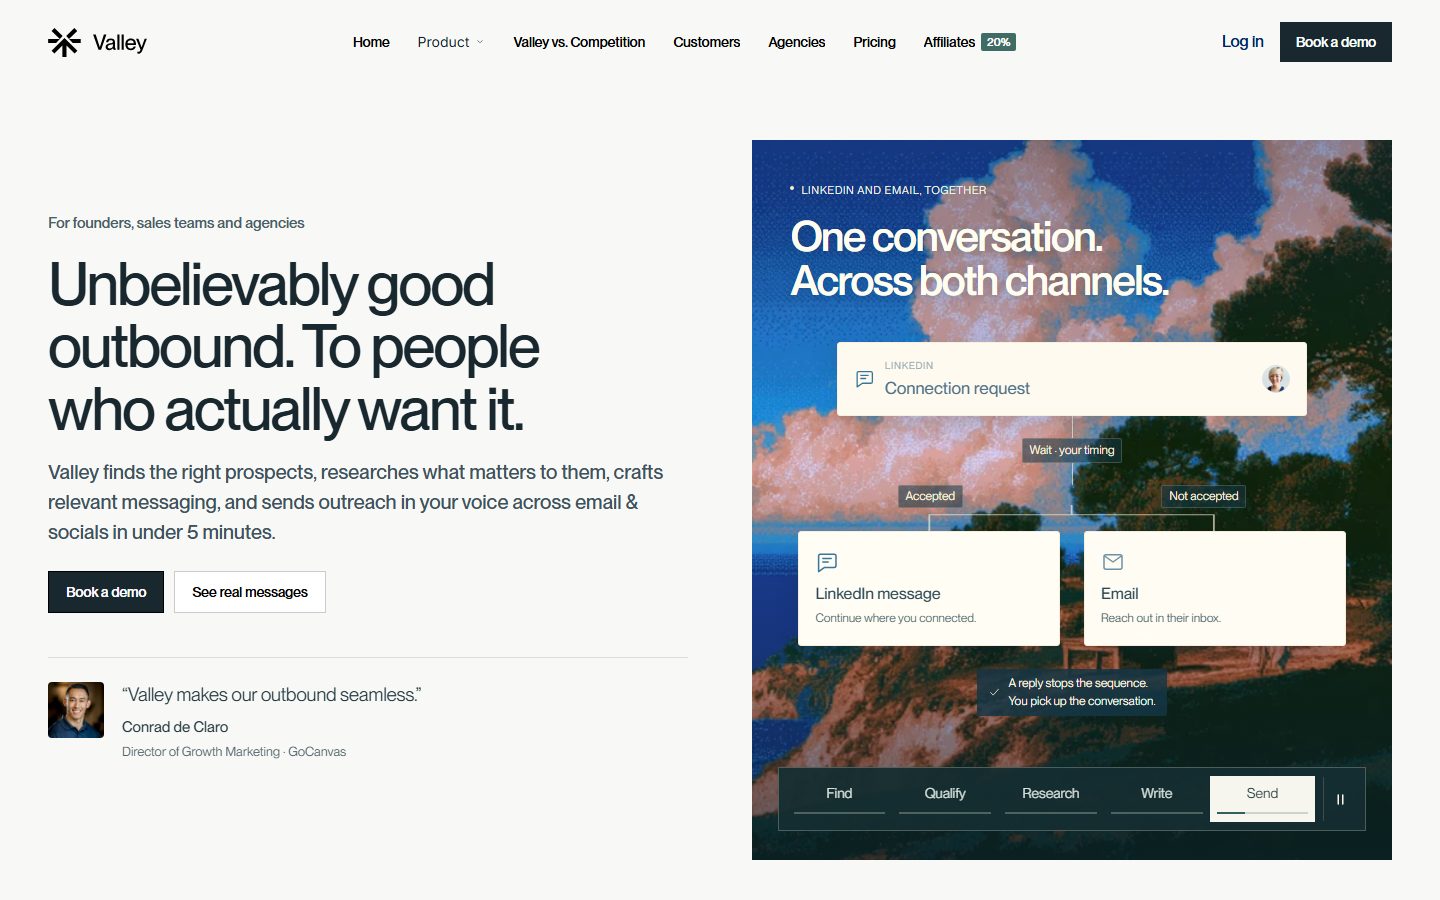 Valley
Home
Product
Valley vs. Competition
Customers
Agencies
Pricing
Affiliates
20%
Log in
Book a demo
For founders, sales teams and agencies
Unbelievably good
outbound. To people
who actually want it.
Valley finds the right prospects, researches what matters to them, crafts
relevant messaging, and sends outreach in your voice across email &
socials in under 5 minutes.
Book a demo
See real messages
“Valley makes our outbound seamless.”
Conrad de Claro
Director of Growth Marketing · GoCanvas
LINKEDIN AND EMAIL, TOGETHER
One conversation.
Across both channels.
LINKEDIN
Connection request
Wait · your timing
Accepted
Not accepted
LinkedIn message
Continue where you connected.
Email
Reach out in their inbox.
A reply stops the sequence.
You pick up the conversation.
Find
Qualify
Research
Write
Send